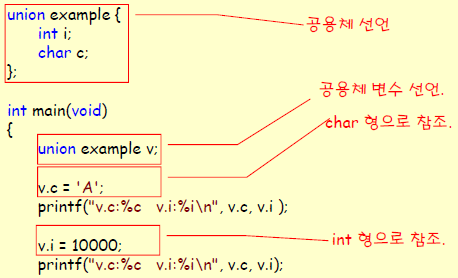 union example {
int i;
char c;
};
공용체 선언
int main(void)
{
공용체 변수 선언.
union example v;
char 형으로 참조.
v.c = 'A';
printf("v.c:%c   v.i:%i\n", v.c, v.i );
v.i = 10000;
int 형으로 참조.
printf("v.c:%c   v.i:%i\n", v.c, v.i);